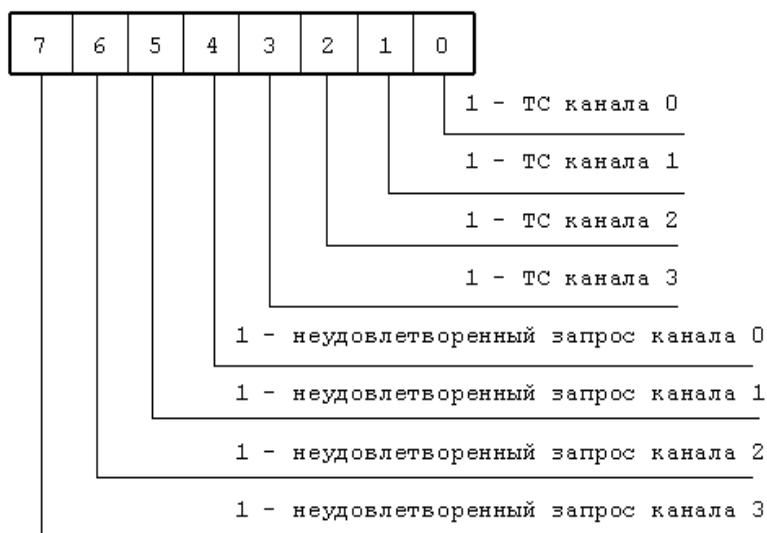 7 6 5 4 3 2 1 0
1 - ТС канала 0
1 - ТС канала 1
1 - ТС канала 2
1 - ТС канала 3
1 - неудовлетворенный запрос канала 0
1 - неудовлетворенный запрос канала 1
1 - неудовлетворенный запрос канала 2
1 - неудовлетворенный запрос канала 3